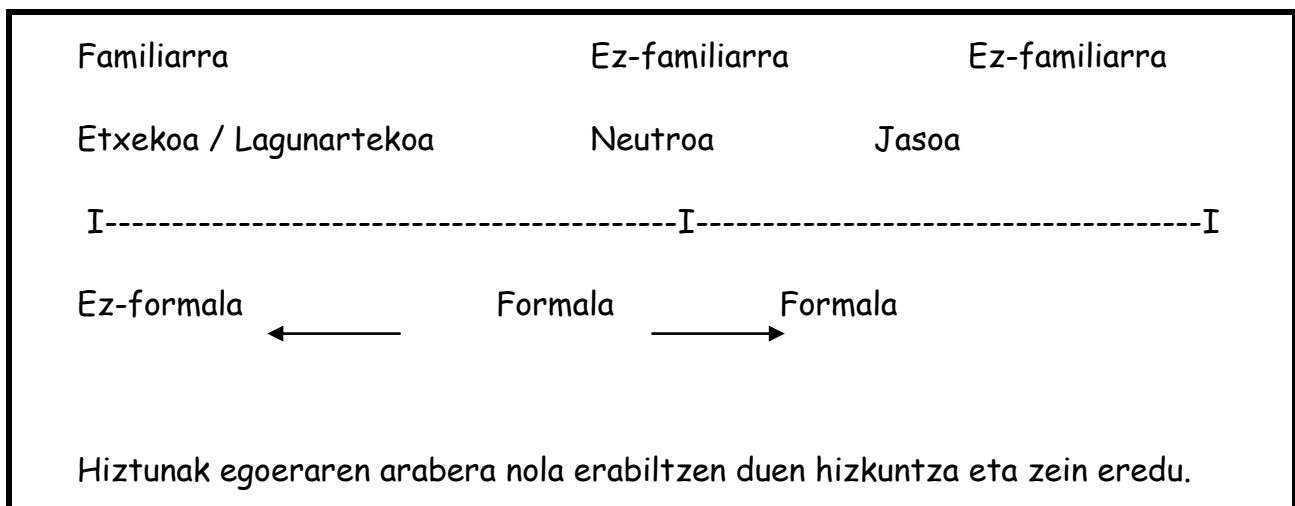 Familiarra Ez-familiarra Ez-familiarra
Etxekoa / Lagunartekoa Neutroa Jasoa
I-------------------------------------------I--------------------------------------I
Ez-formala Formala Formala
Hiztunak egoeraren arabera nola erabiltzen duen hizkuntza eta zein eredu.